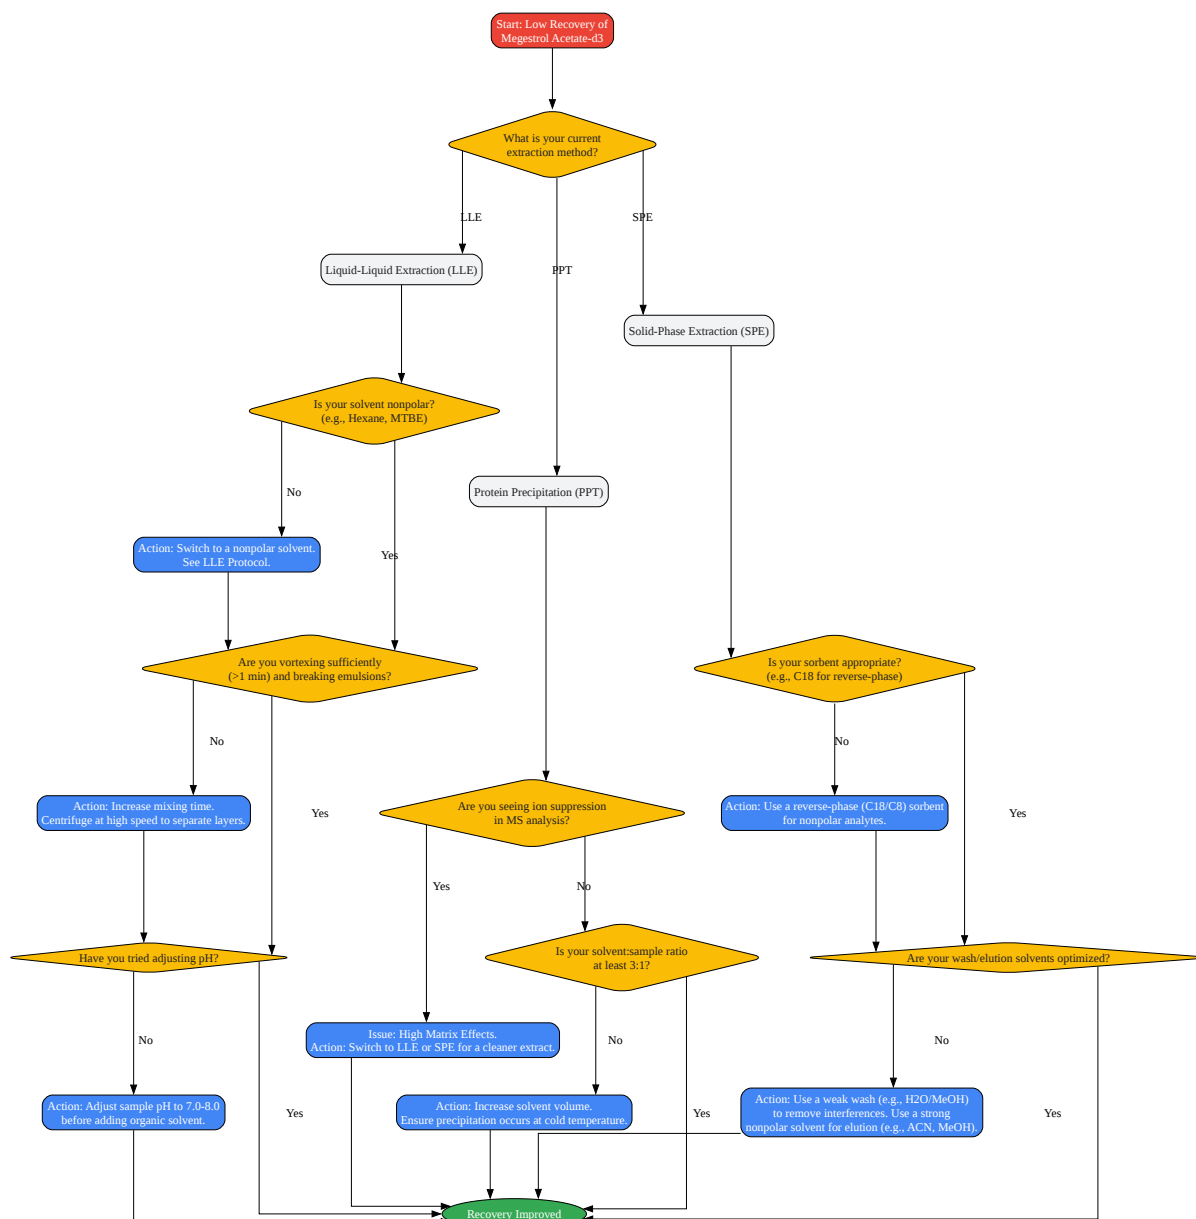 Start: Low Recovery of
Megestrol Acetate-d3
What is your current
extraction method?
LLE
SPE
PPT
Liquid-Liquid Extraction (LLE)
Solid-Phase Extraction (SPE)
Is your solvent nonpolar?
(e.g., Hexane, MTBE)
No
Protein Precipitation (PPT)
Action: Switch to a nonpolar solvent.
See LLE Protocol.
Yes
Are you vortexing sufficiently
(>1 min) and breaking emulsions?
Is your sorbent appropriate?
(e.g., C18 for reverse-phase)
No
No
Action: Increase mixing time.
Centrifuge at high speed to separate layers.
Yes
Are you seeing ion suppression
in MS analysis?
Action: Use a reverse-phase (C18/C8) sorbent
for nonpolar analytes.
Yes
Yes
No
Have you tried adjusting pH?
Is your solvent:sample ratio
at least 3:1?
Are your wash/elution solvents optimized?
No
Issue: High Matrix Effects.
Action: Switch to LLE or SPE for a cleaner extract.
No
No
Action: Adjust sample pH to 7.0-8.0
before adding organic solvent.
Yes
Action: Increase solvent volume.
Ensure precipitation occurs at cold temperature.
Yes
Action: Use a weak wash (e.g., H2O/MeOH)
to remove interferences. Use a strong
nonpolar solvent for elution (e.g., ACN, MeOH).
Yes
Recovery Improved